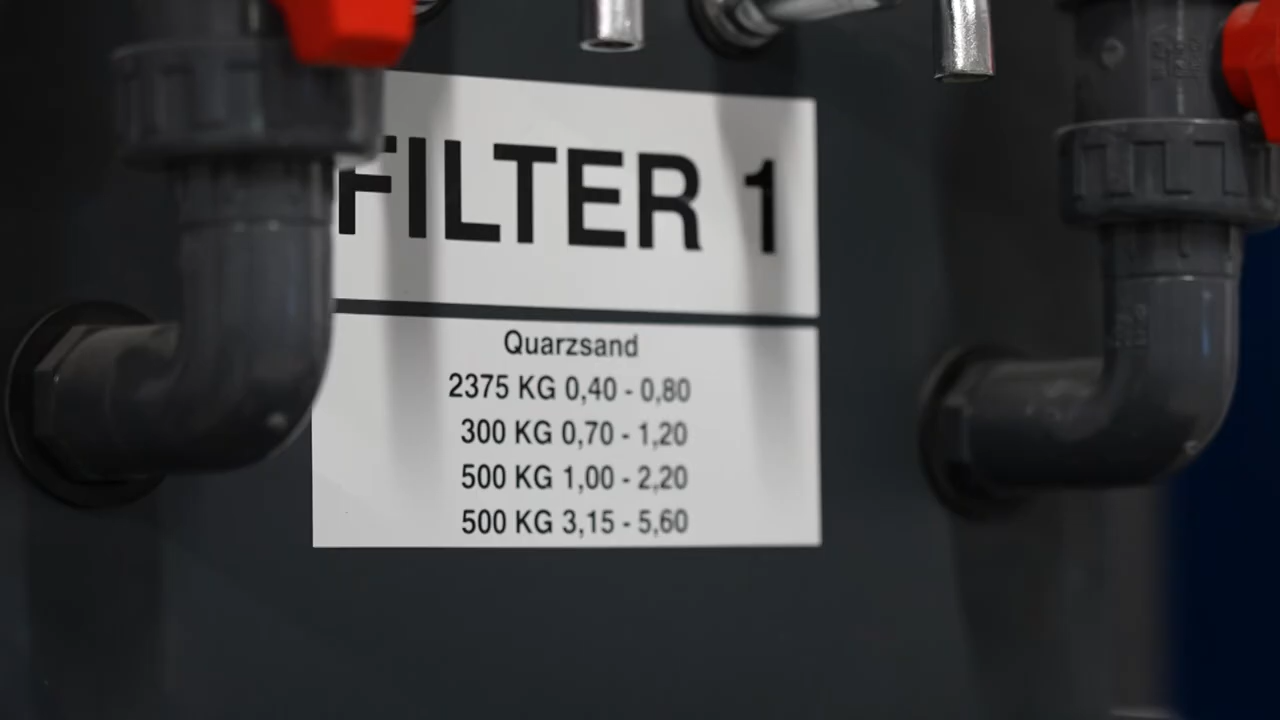 FILTER 1
Quarzsand
2375 KG 0,40 - 0,80
300 KG 0,70 - 1,20
500 KG 1,00 - 2,20
500 KG 3,15 - 5,60